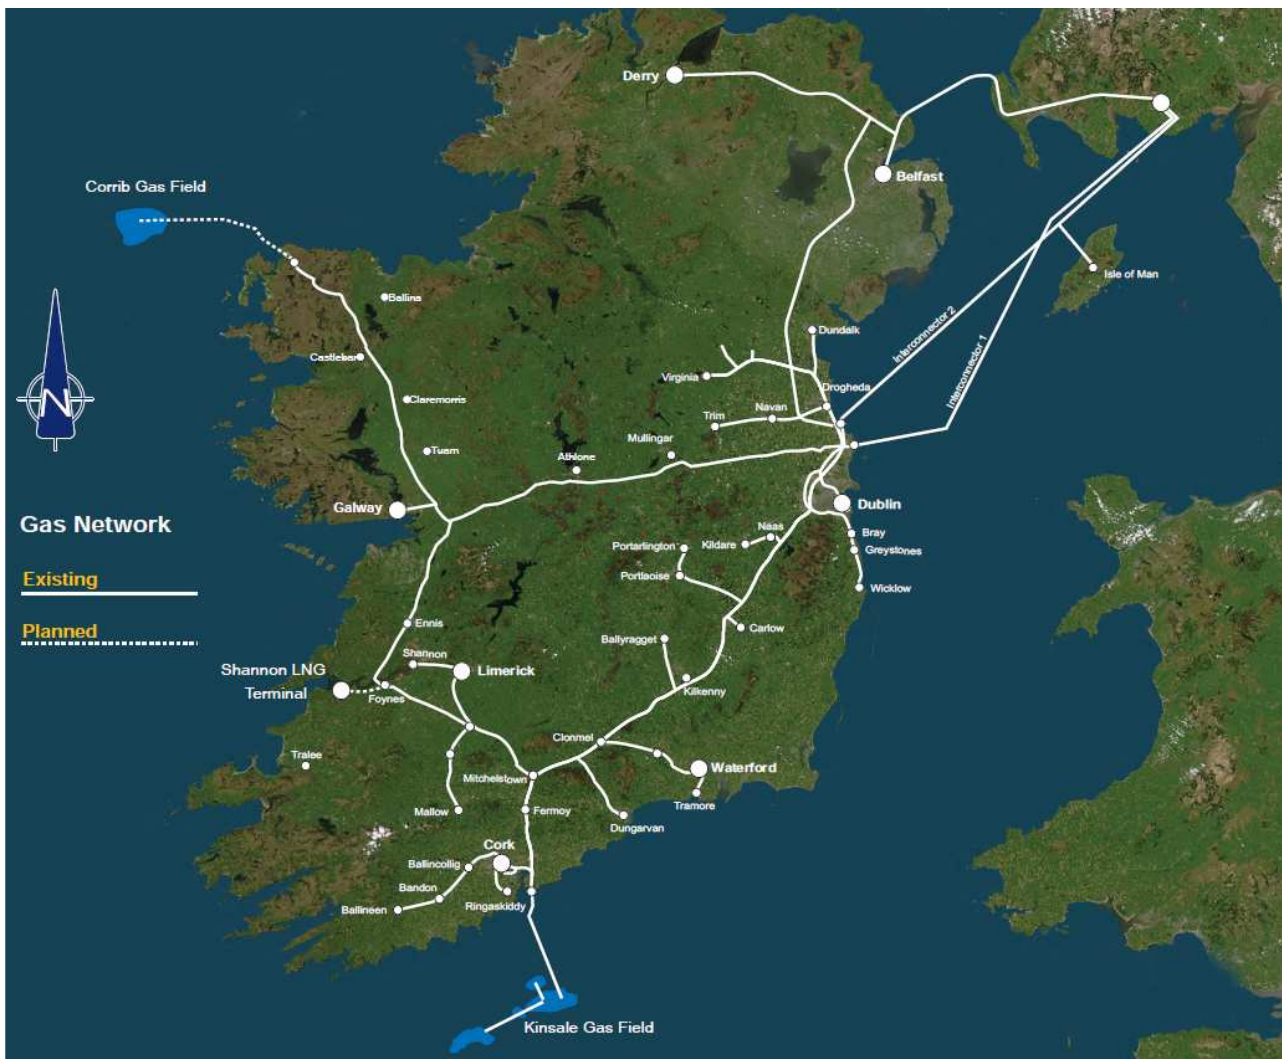 Derry
Belfast
Corrib Gas Field
Isle of Man
Ballina
Interconnector 2
Interconnector 1
Dundalk
N
Castlebar
Virginia
Drogheda
Claremorris
Navan
Trim
Mullingar
Tuam
Athlone
Galway
Dublin
Gas Network
Naas
Bray
Portarlington
Kildare
Greystones
Existing
Portlaoise
Wicklow
Ennis
Planned
Carlow
Ballyragget
Shannon
Shannon LNG
Terminal
Limerick
Foynes
Kilkenny
Clonmel
Tralee
Waterford
Mitchelstown
Tramore
Mallow
Fermoy
Dungarvan
Cork
Ballincollig
Bandon
Ringaskiddy
Ballineen
Kinsale Gas Field